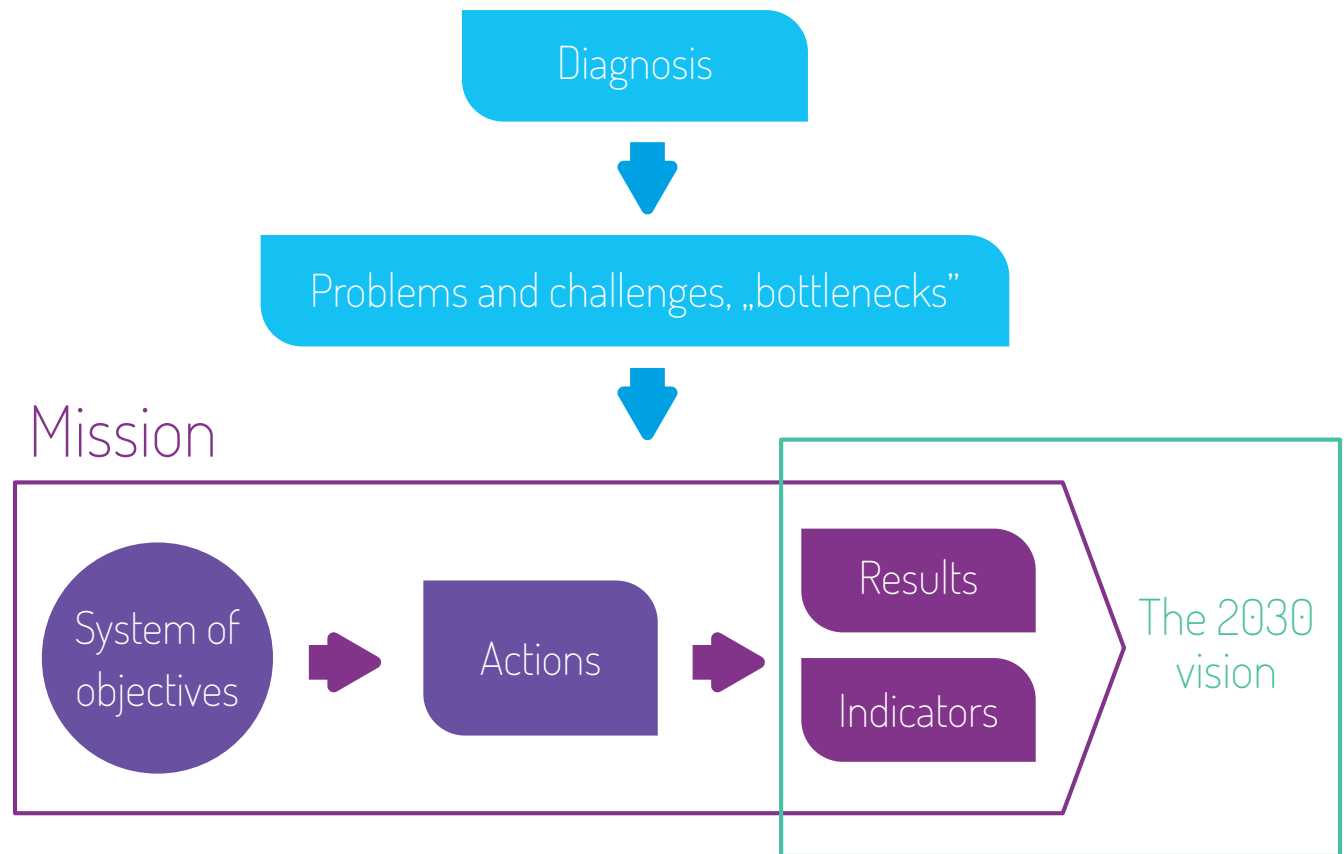 Diagnosis
Problems and challenges, „bottlenecks”
Mission
System of
objectives
Actions
Results
Indicators
The 2030
vision